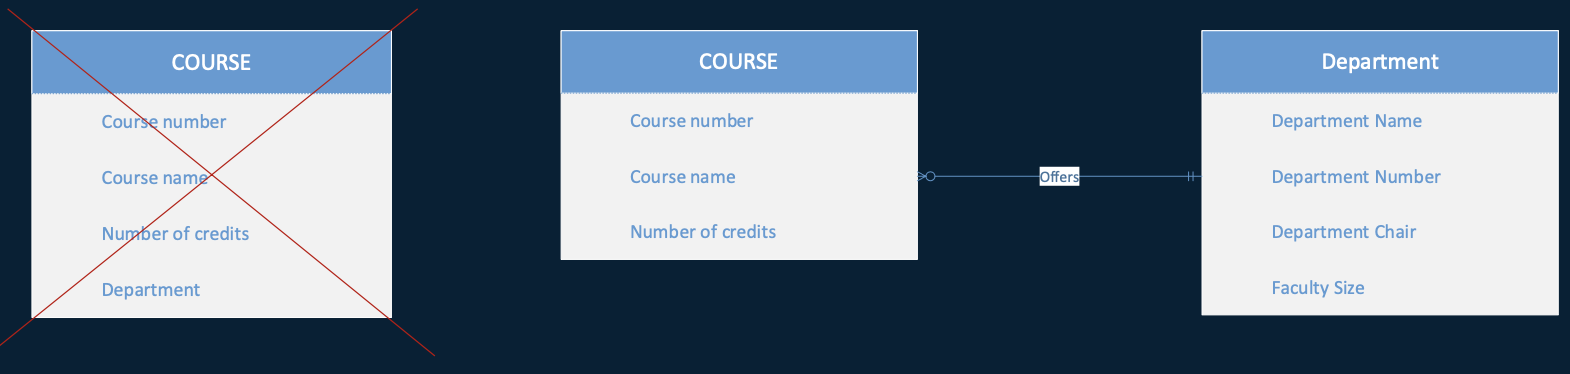 COURSE
Course number
Course name
Number of credits
Department
COURSE
Course number
Course name
Number of credits
Offers
Department
Department Name
Department Number
Department Chair
Faculty Size